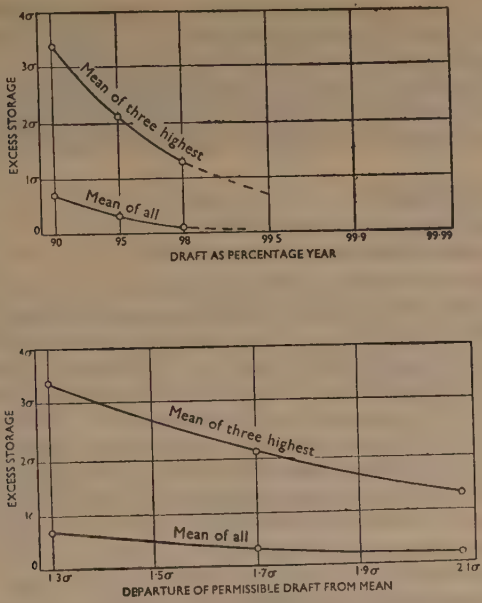 4σ
3σ
2σ
1σ
0
EXCESS STORAGE
Mean of three highest
Mean of all
90 95 98 99·5 99·9 99·99
DRAFT AS PERCENTAGE YEAR
4σ
3σ
2σ
1σ
0
EXCESS STORAGE
Mean of three highest
Mean of all
1·3σ 1·5σ 1·7σ 1·9σ 2·1σ
DEPARTURE OF PERMISSIBLE DRAFT FROM MEAN